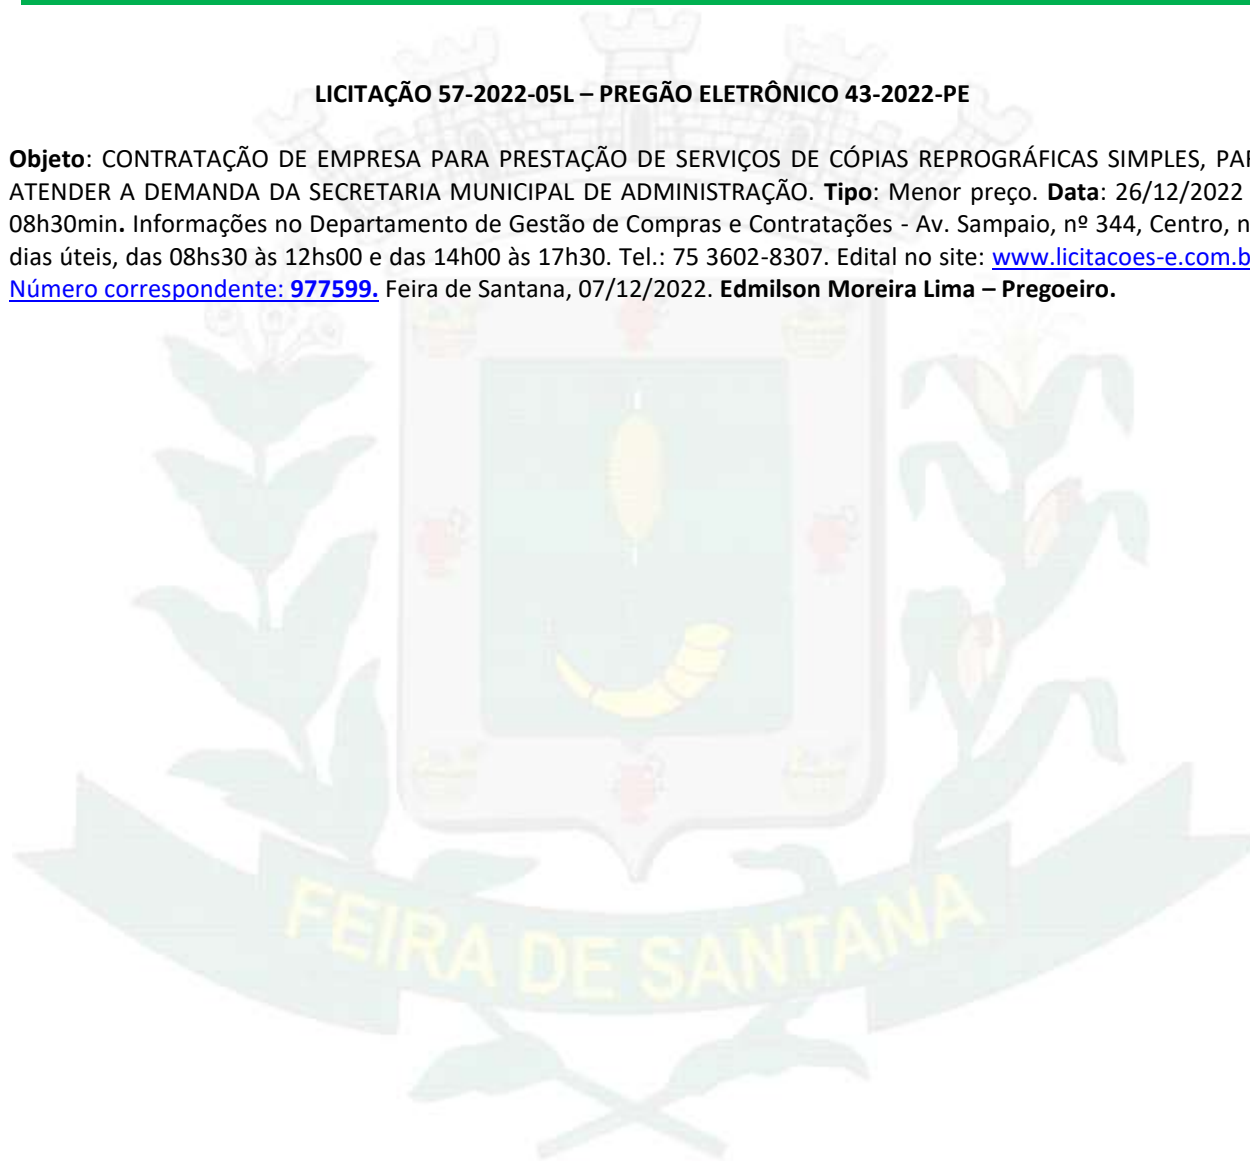 LICITAÇÃO 57-2022-05L – PREGÃO ELETRÔNICO 43-2022-PE
Objeto: CONTRATAÇÃO DE EMPRESA PARA PRESTAÇÃO DE SERVIÇOS DE CÓPIAS REPROGRÁFICAS SIMPLES,
ATENDER A DEMANDA DA SECRETARIA MUNICIPAL DE ADMINISTRAÇÃO. Tipo: Menor preço. Data: 26/12/2022
08h30min. Informações no Departamento de Gestão de Compras e Contratações - Av. Sampaio, nº 344, Centro,
dias úteis, das 08hs30 às 12hs00 e das 14h00 às 17h30. Tel.: 75 3602-8307. Edital no site: www.licitacoes-e.com.b
Número correspondente: 977599. Feira de Santana, 07/12/2022. Edmilson Moreira Lima – Pregoeiro.
FEIRA DE SANTANA